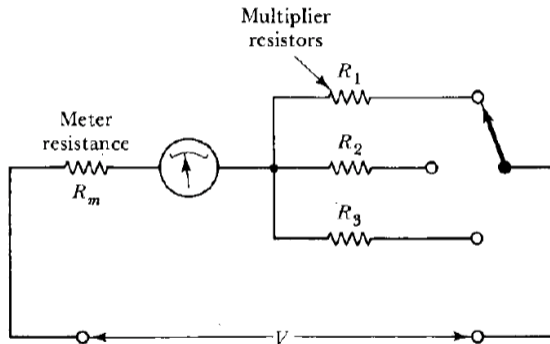 Multiplier
resistors
R1
Meter
resistance
R2
Rm
R3
V